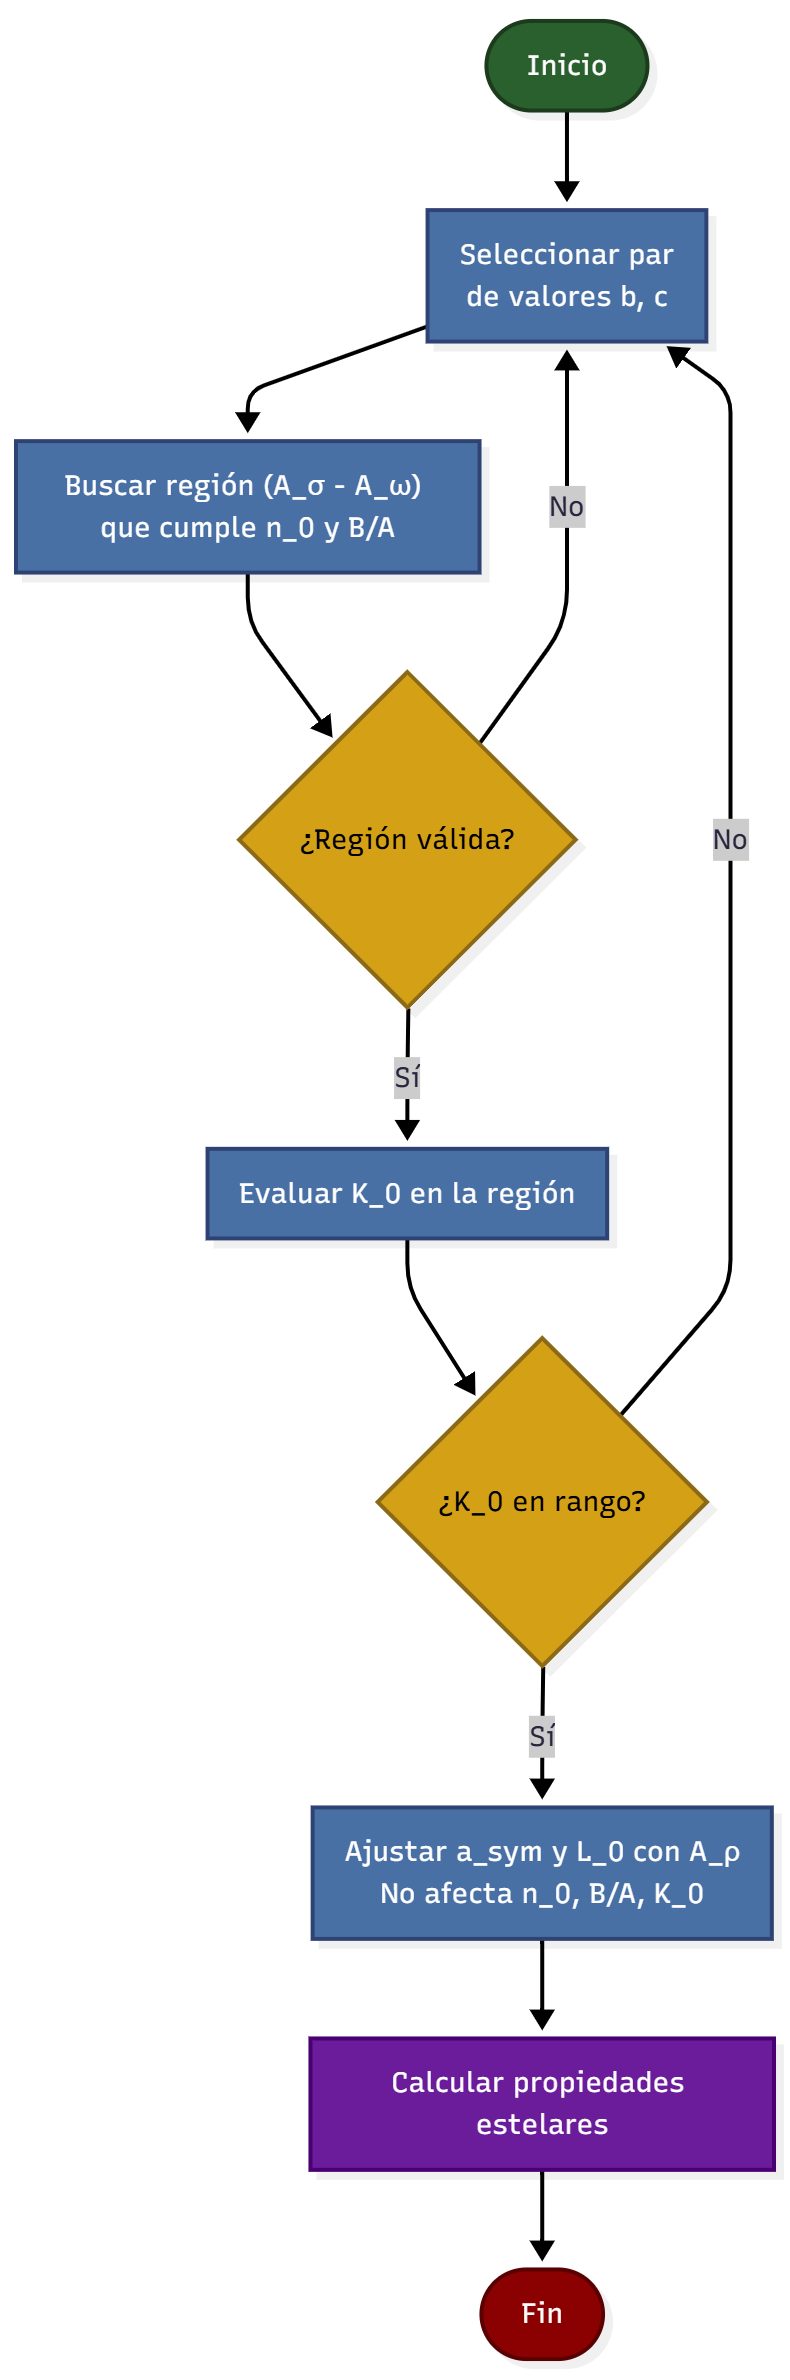 Inicio
Seleccionar par
de valores b, c
Buscar región (A_σ - A_ω)
que cumple n_0 y B/A
No
¿Región válida?
No
Sí
Evaluar K_0 en la región
¿K_0 en rango?
Sí
Ajustar a_sym y L_0 con A_ρ
No afecta n_0, B/A, K_0
Calcular propiedades
estelares
Fin